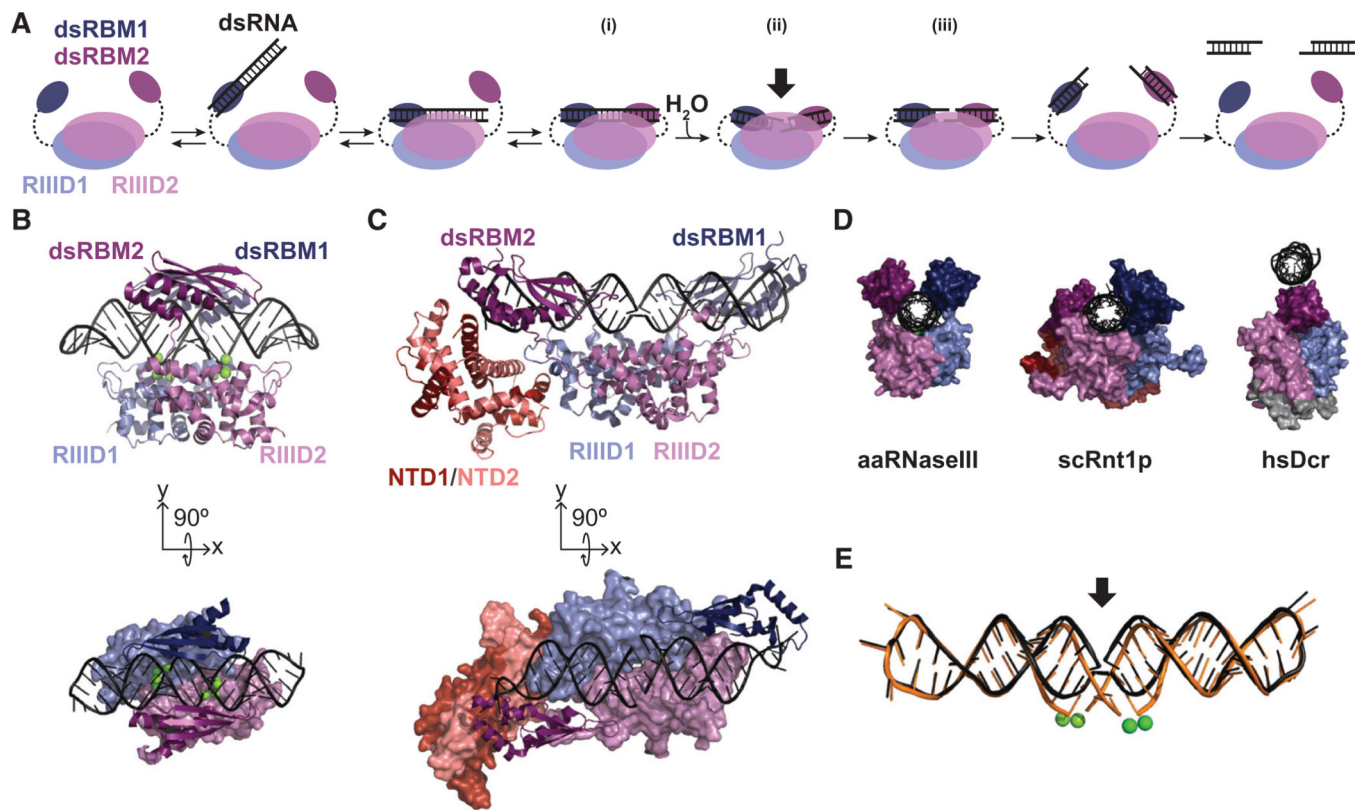 A
dsRBM1
dsRBM2
dsRNA
(i)
(ii)
(iii)
H2O
RIIID1
RIIID2
B
dsRBM2
dsRBM1
RIIID1
RIIID2
y
90º
x
C
dsRBM2
dsRBM1
NTD1/NTD2
RIIID1
RIIID2
y
90º
x
D
aaRNaseIII
scRnt1p
hsDcr
E